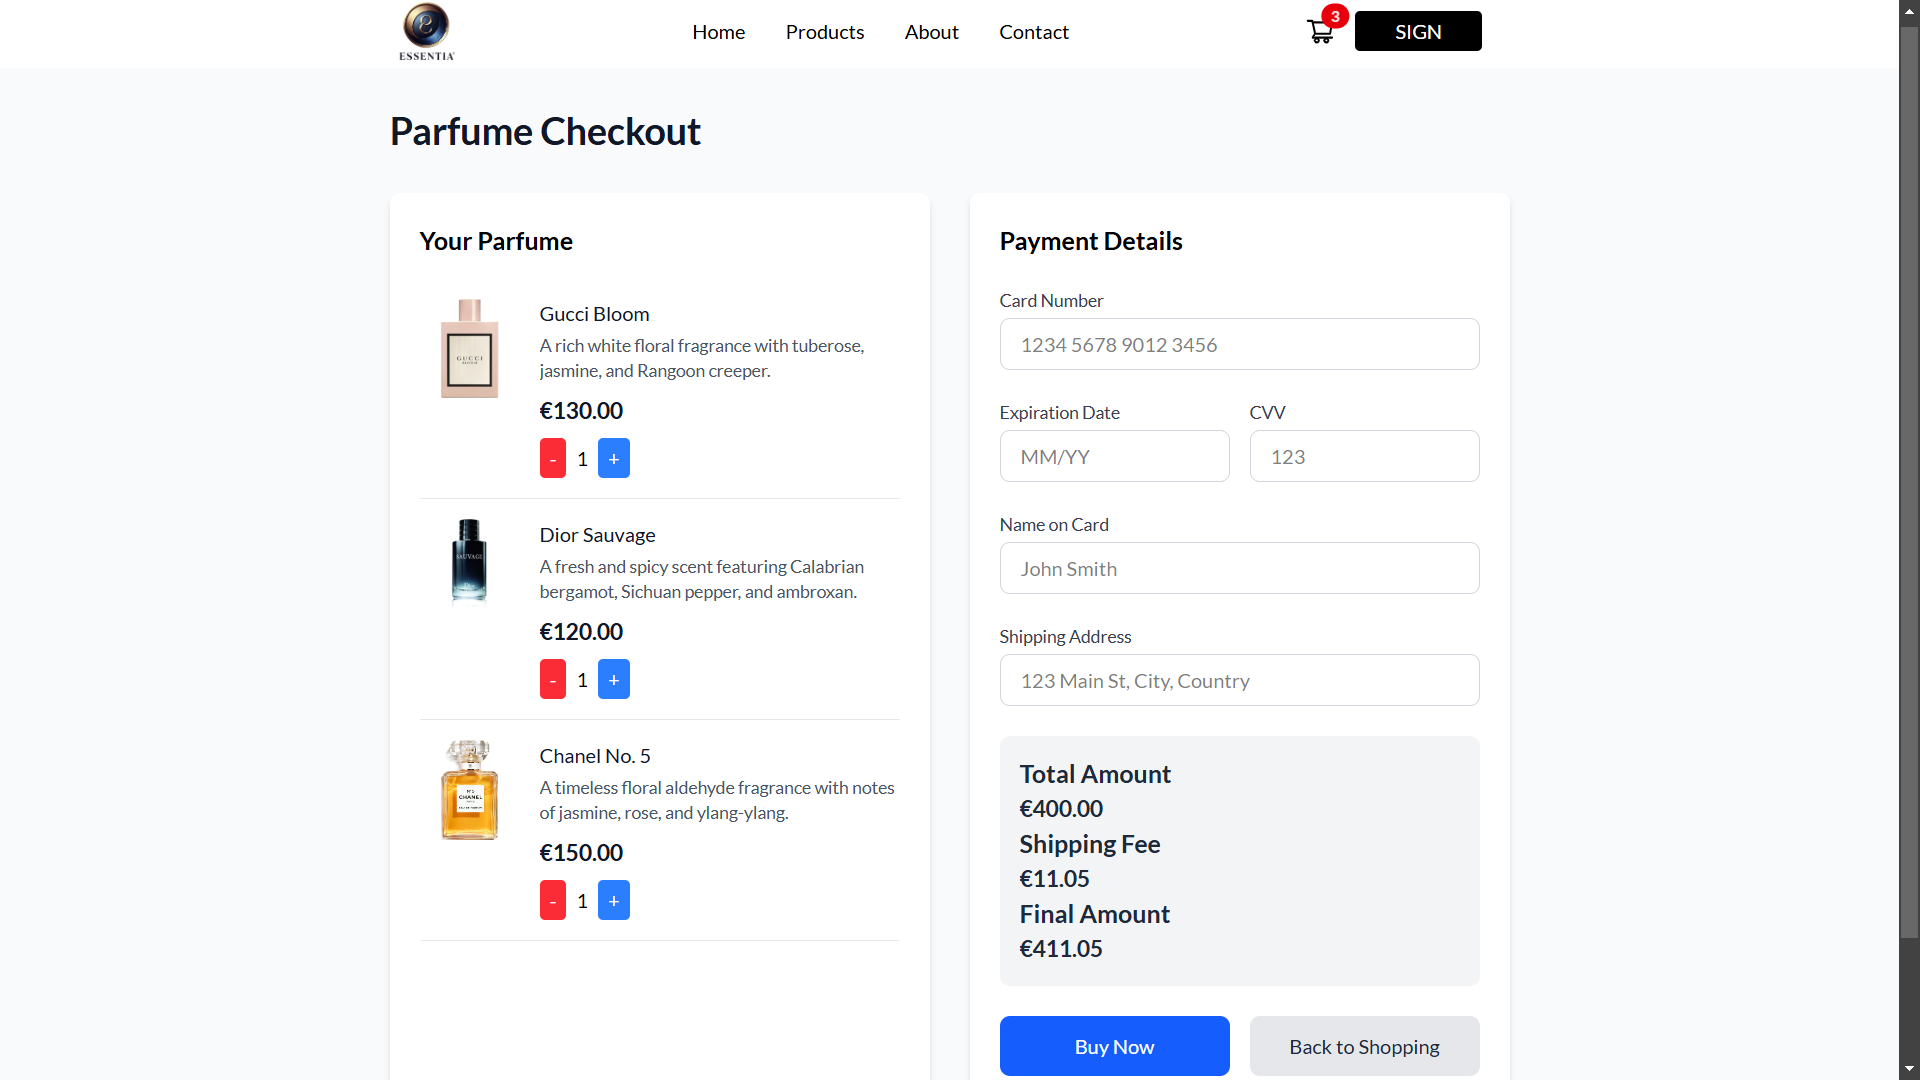 ESSENTIA
Home
Products
About
Contact
3
SIGN
Parfume Checkout
Your Parfume
GUCCI
Gucci Bloom
A rich white floral fragrance with tuberose,
jasmine, and Rangoon creeper.
€130.00
- 1 +
SAUVAGE
Dior
Dior Sauvage
A fresh and spicy scent featuring Calabrian
bergamot, Sichuan pepper, and ambroxan.
€120.00
- 1 +
N°5
CHANEL
Chanel No. 5
A timeless floral aldehyde fragrance with notes
of jasmine, rose, and ylang-ylang.
€150.00
- 1 +
Payment Details
Card Number
1234 5678 9012 3456
Expiration Date
CVV
MM/YY
123
Name on Card
John Smith
Shipping Address
123 Main St, City, Country
Total Amount
€400.00
Shipping Fee
€11.05
Final Amount
€411.05
Buy Now
Back to Shopping